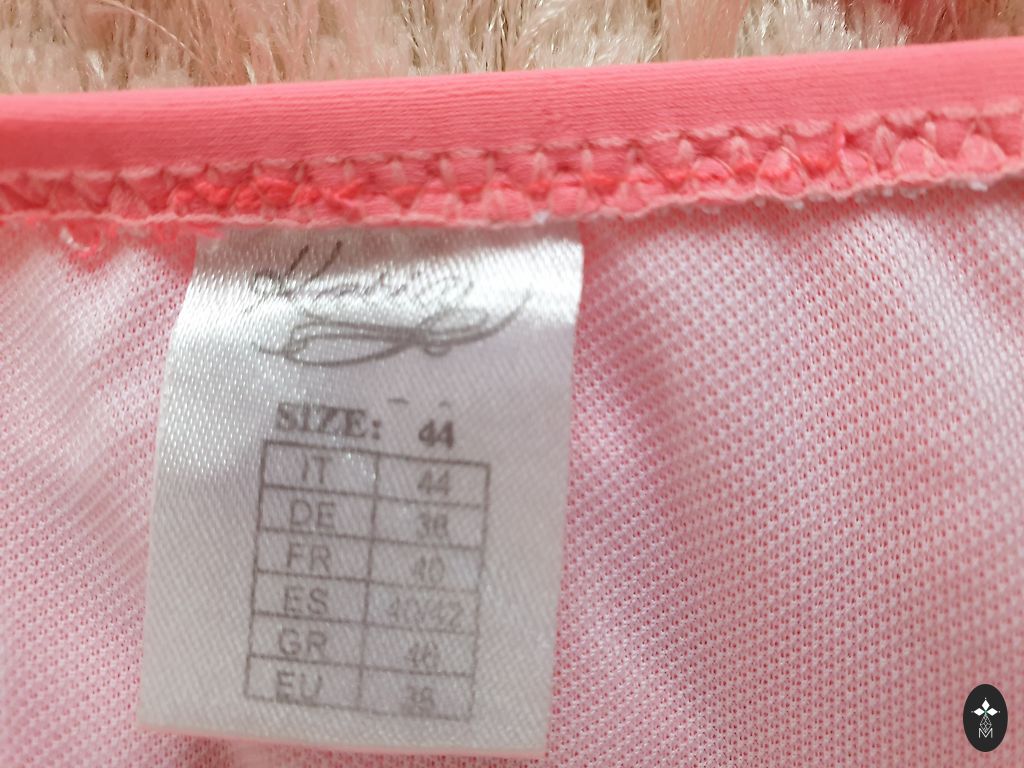 SIZE: 44
IT 44
DE 38
FR 40
ES 40/42
GR 46
EU 38
M